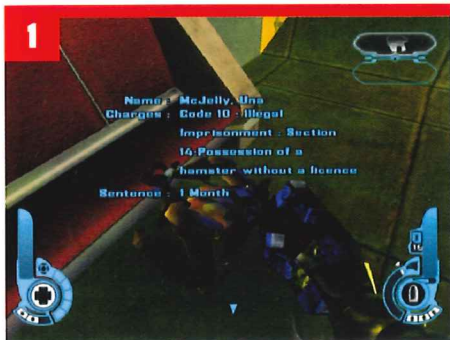 1
Name : McJelly, Una
Charges : Code 10 : Illegal
Imprisonment : Section
14:Possession of a
hamster without a licence
Sentence : 1 Month